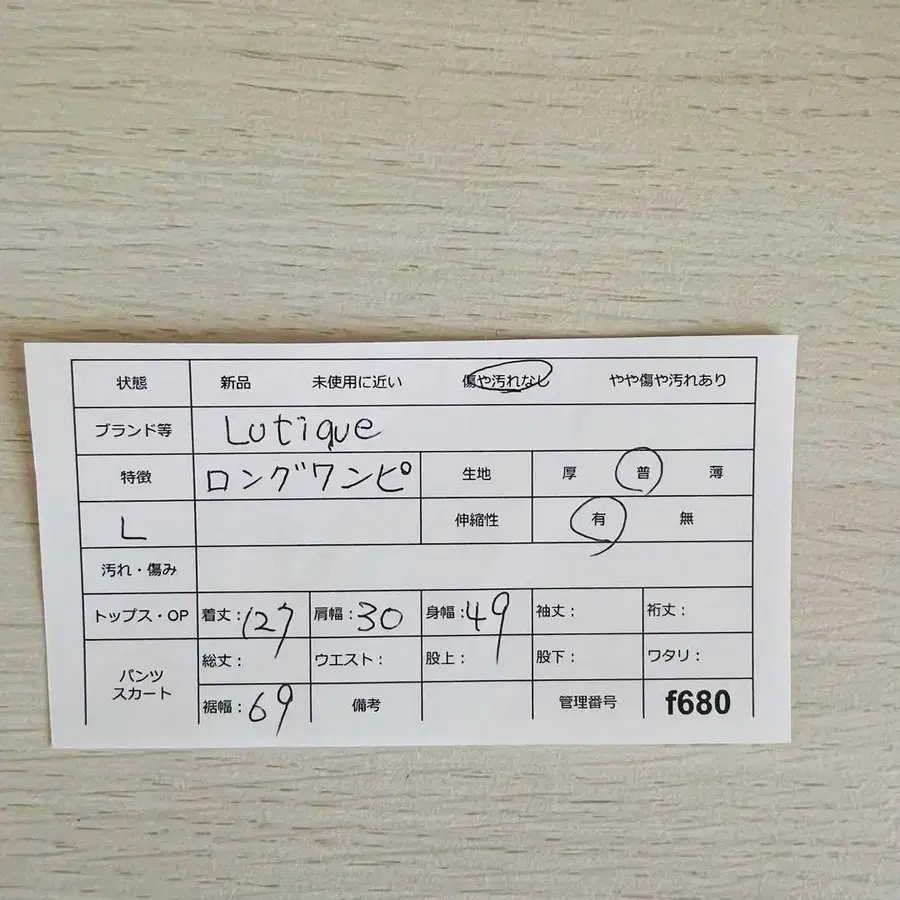 状態 新品 未使用に近い 傷や汚れなし やや傷や汚れあり
ブランド等 Lutique
特徴 ロングワンピ 生地 厚 普 薄
L 伸縮性 有 無
汚れ・傷み
トップス・OP 着丈:127 肩幅:30 身幅:49 袖丈: 裄丈:
パンツ スカート 総丈: ウエスト: 股上: 股下: ワタリ:
裾幅:69 備考 管理番号 f680